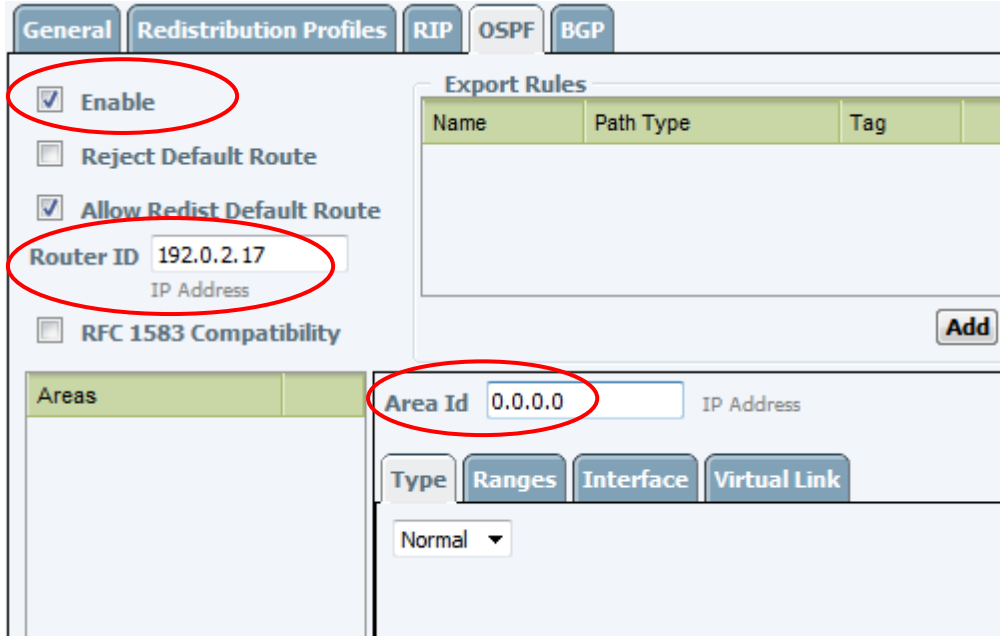 General Redistribution Profiles RIP OSPF BGP
Enable
Reject Default Route
Allow Redist Default Route
Router ID 192.0.2.17
IP Address
RFC 1583 Compatibility
Export Rules
Name Path Type Tag
Add
Areas
Area Id 0.0.0.0 IP Address
Type Ranges Interface Virtual Link
Normal